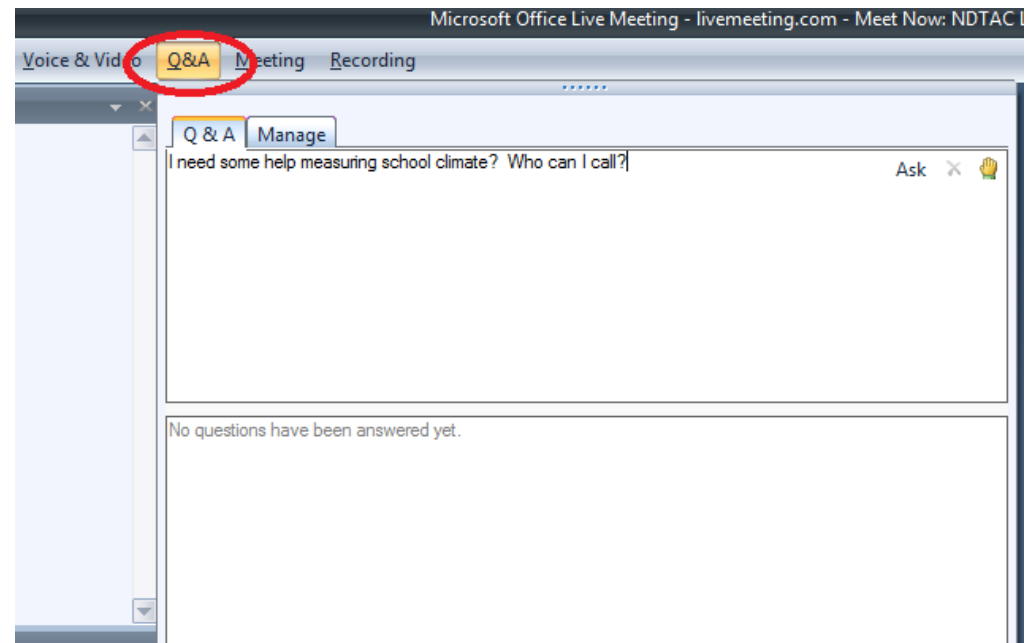 Microsoft Office Live Meeting - livemeeting.com - Meet Now: NDTAC L
Voice & Video Q&A Meeting Recording
Q & A Manage
I need some help measuring school climate?  Who can I call?
Ask
No questions have been answered yet.